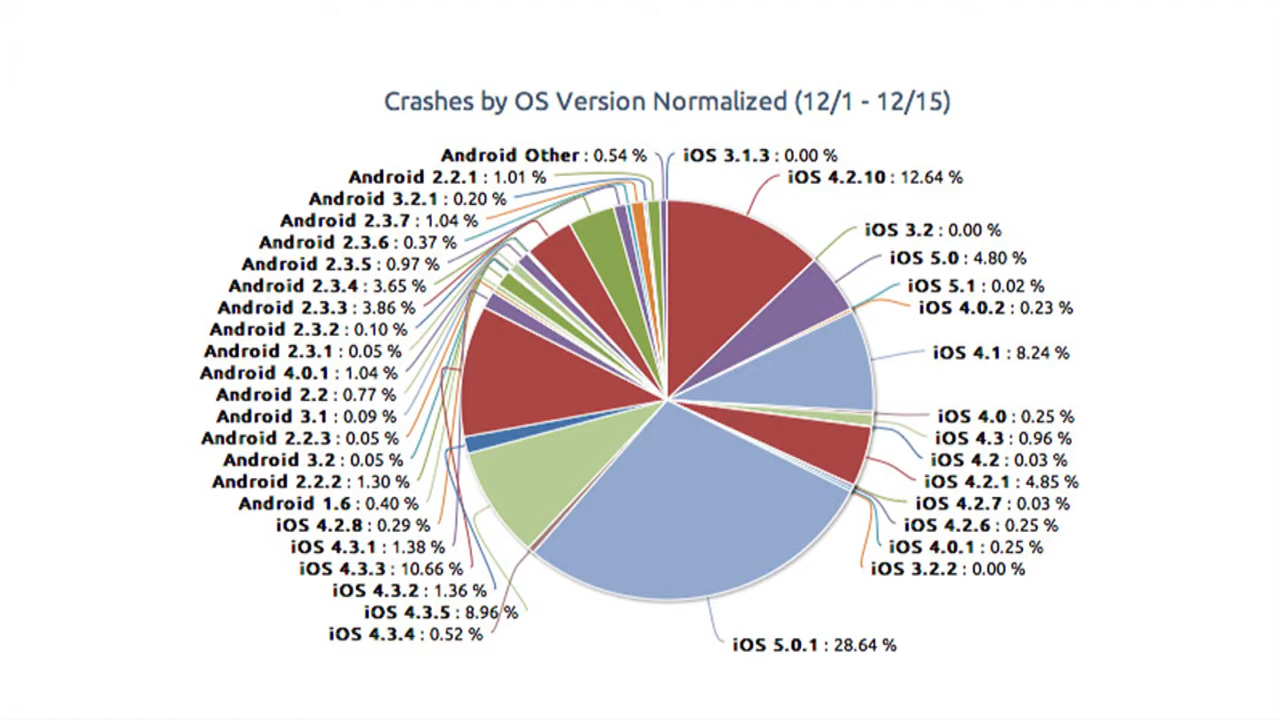 Crashes by OS Version Normalized (12/1 - 12/15)
Android Other : 0.54 %
iOS 3.1.3 : 0.00 %
Android 2.2.1 : 1.01 %
iOS 4.2.10 : 12.64 %
Android 3.2.1 : 0.20 %
Android 2.3.7 : 1.04 %
iOS 3.2 : 0.00 %
Android 2.3.6 : 0.37 %
iOS 5.0 : 4.80 %
Android 2.3.5 : 0.97 %
Android 2.3.4 : 3.65 %
iOS 5.1 : 0.02 %
Android 2.3.3 : 3.86 %
iOS 4.0.2 : 0.23 %
Android 2.3.2 : 0.10 %
Android 2.3.1 : 0.05 %
iOS 4.1 : 8.24 %
Android 4.0.1 : 1.04 %
Android 2.2 : 0.77 %
Android 3.1 : 0.09 %
iOS 4.0 : 0.25 %
Android 2.2.3 : 0.05 %
iOS 4.3 : 0.96 %
Android 3.2 : 0.05 %
iOS 4.2 : 0.03 %
Android 2.2.2 : 1.30 %
iOS 4.2.1 : 4.85 %
Android 1.6 : 0.40 %
iOS 4.2.7 : 0.03 %
iOS 4.2.8 : 0.29 %
iOS 4.2.6 : 0.25 %
iOS 4.3.1 : 1.38 %
iOS 4.0.1 : 0.25 %
iOS 4.3.3 : 10.66 %
iOS 3.2.2 : 0.00 %
iOS 4.3.2 : 1.36 %
iOS 4.3.5 : 8.96 %
iOS 4.3.4 : 0.52 %
iOS 5.0.1 : 28.64 %